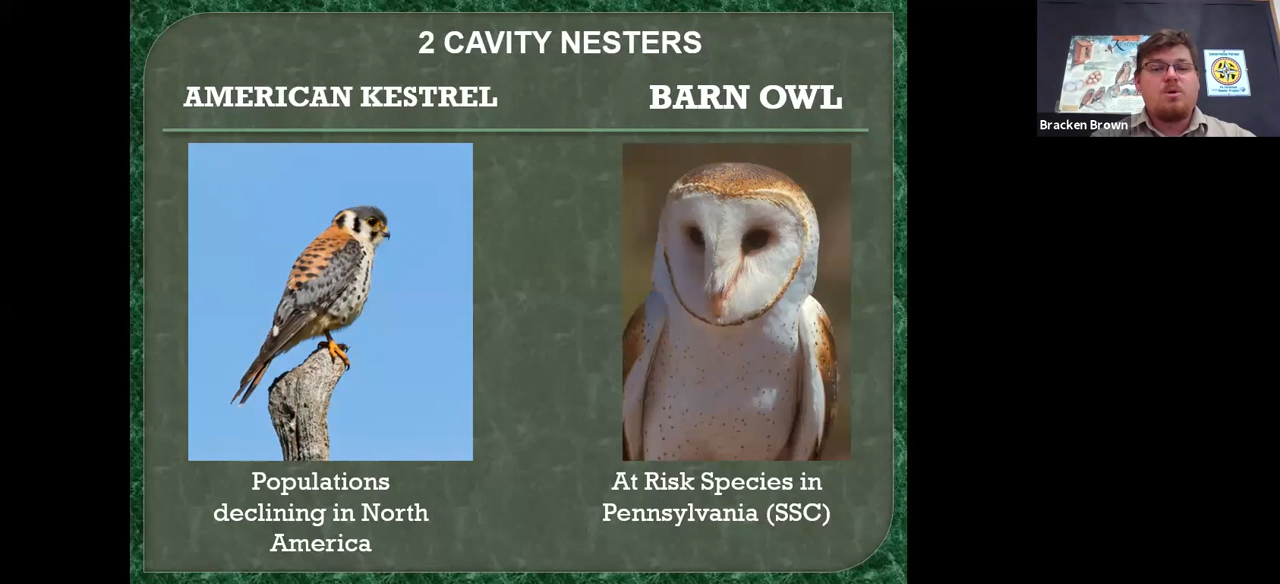 2 CAVITY NESTERS
AMERICAN KESTREL
BARN OWL
Populations
declining in North
America
At Risk Species in
Pennsylvania (SSC)
Kestrel
Bracken Brown